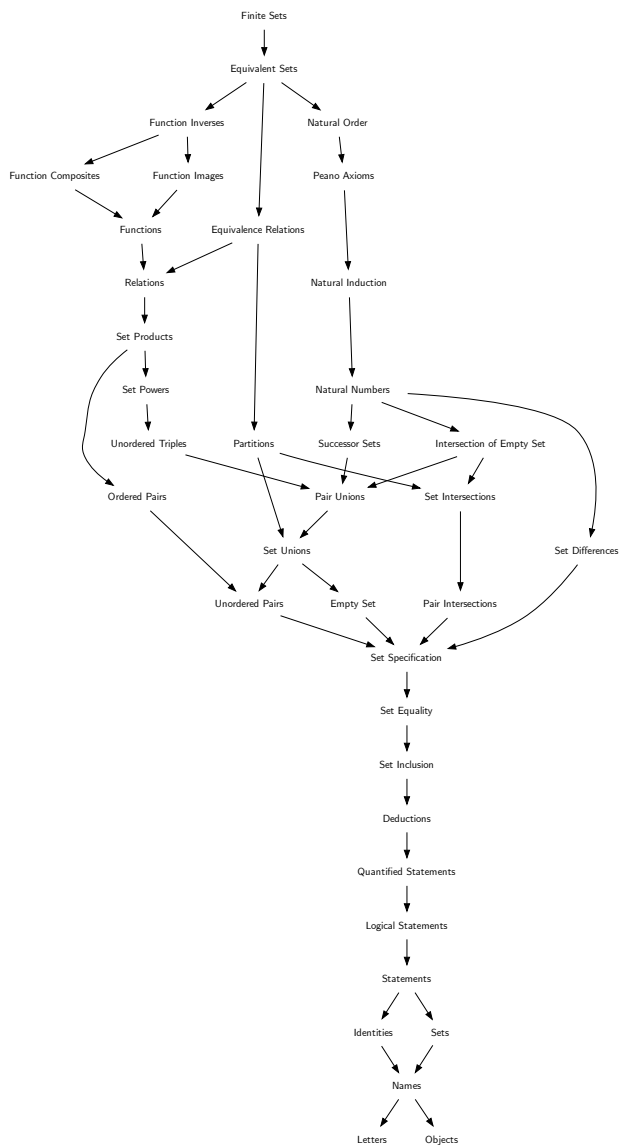 Finite Sets
Equivalent Sets
Function Inverses
Natural Order
Function Composites
Function Images
Peano Axioms
Functions
Equivalence Relations
Relations
Natural Induction
Set Products
Set Powers
Natural Numbers
Unordered Triples
Partitions
Successor Sets
Intersection of Empty Set
Ordered Pairs
Pair Unions
Set Intersections
Set Unions
Set Differences
Unordered Pairs
Empty Set
Pair Intersections
Set Specification
Set Equality
Set Inclusion
Deductions
Quantified Statements
Logical Statements
Statements
Identities
Sets
Names
Letters
Objects